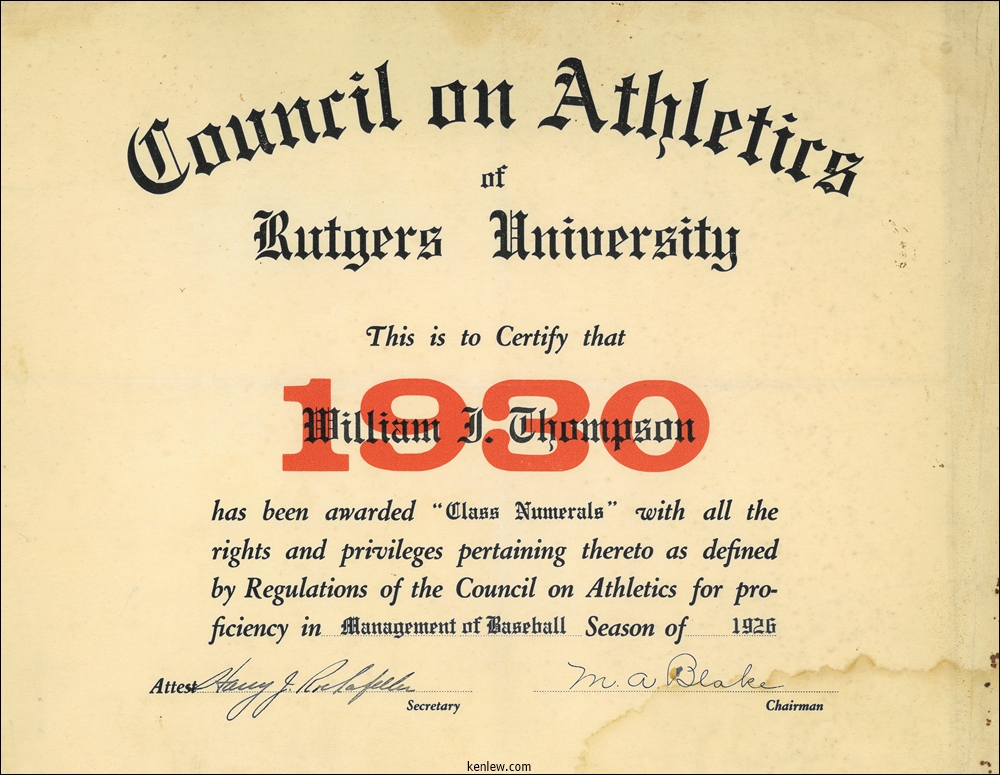 Council on Athletics
of
Rutgers University
This is to Certify that
1930
William J. Thompson
has been awarded "Class Numerals" with all the
rights and privileges pertaining thereto as defined
by Regulations of the Council on Athletics for pro-
ficiency in Management of Baseball Season of 1926
Attest Harry J. Rockafeller M. A. Blake
Secretary Chairman
kenlew.com